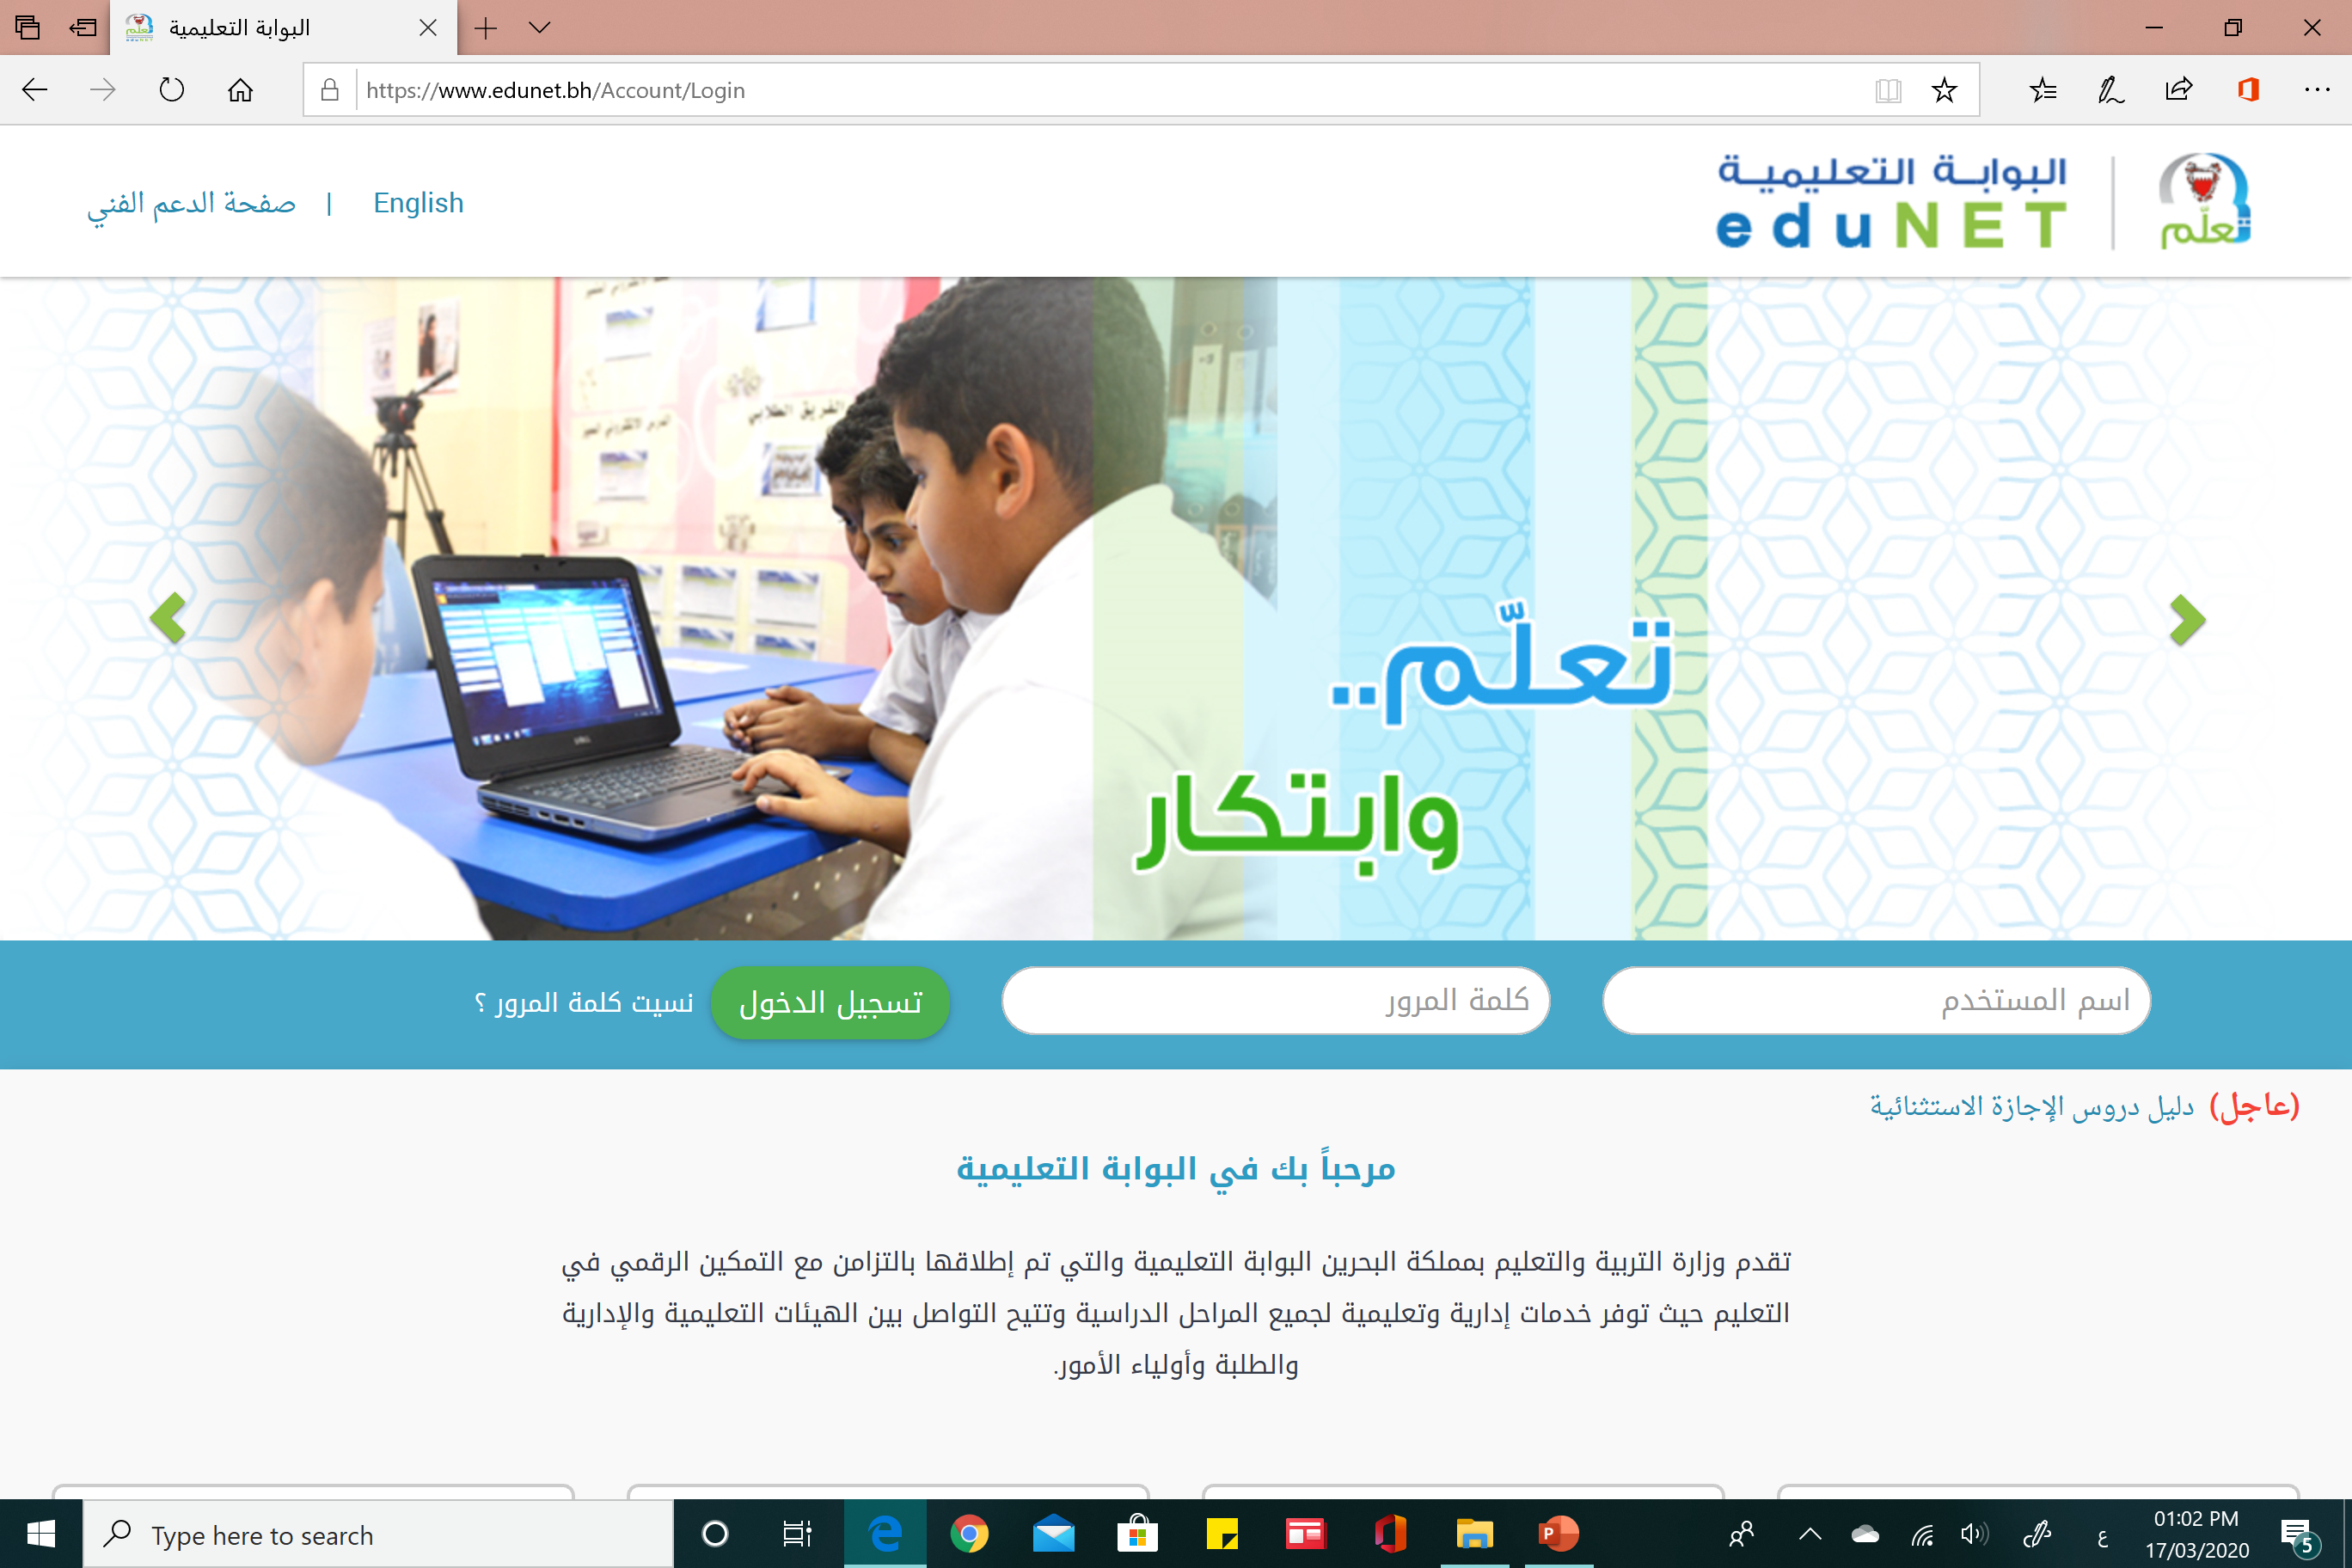 البوابة التعليمية
https://www.edunet.bh/Account/Login
البوابة التعليمية
eduNET
تعلّم
English | صفحة الدعم الفني
الفريق الطلابي
DELL
تعلّم..
وابتكار
اسم المستخدم
كلمة المرور
تسجيل الدخول
نسيت كلمة المرور ؟
(عاجل) دليل دروس الإجازة الاستثنائية
مرحباً بك في البوابة التعليمية
تقدم وزارة التربية والتعليم بمملكة البحرين البوابة التعليمية والتي تم إطلاقها بالتزامن مع التمكين الرقمي في
التعليم حيث توفر خدمات إدارية وتعليمية لجميع المراحل الدراسية وتتيح التواصل بين الهيئات التعليمية والإدارية
والطلبة وأولياء الأمور.
Type here to search
ع
01:02 PM
17/03/2020
5